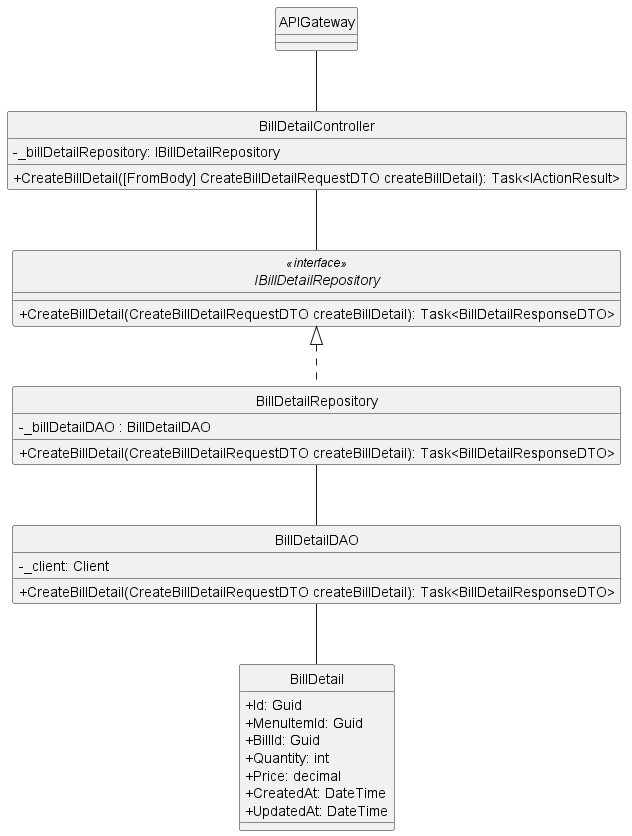 APIGateway
BillDetailController
-_billDetailRepository: IBillDetailRepository
+CreateBillDetail([FromBody] CreateBillDetailRequestDTO createBillDetail): Task<IActionResult>
«interface»
IBillDetailRepository
+CreateBillDetail(CreateBillDetailRequestDTO createBillDetail): Task<BillDetailResponseDTO>
BillDetailRepository
-_billDetailDAO : BillDetailDAO
+CreateBillDetail(CreateBillDetailRequestDTO createBillDetail): Task<BillDetailResponseDTO>
BillDetailDAO
-_client: Client
+CreateBillDetail(CreateBillDetailRequestDTO createBillDetail): Task<BillDetailResponseDTO>
BillDetail
+Id: Guid
+MenuItemId: Guid
+BillId: Guid
+Quantity: int
+Price: decimal
+CreatedAt: DateTime
+UpdatedAt: DateTime